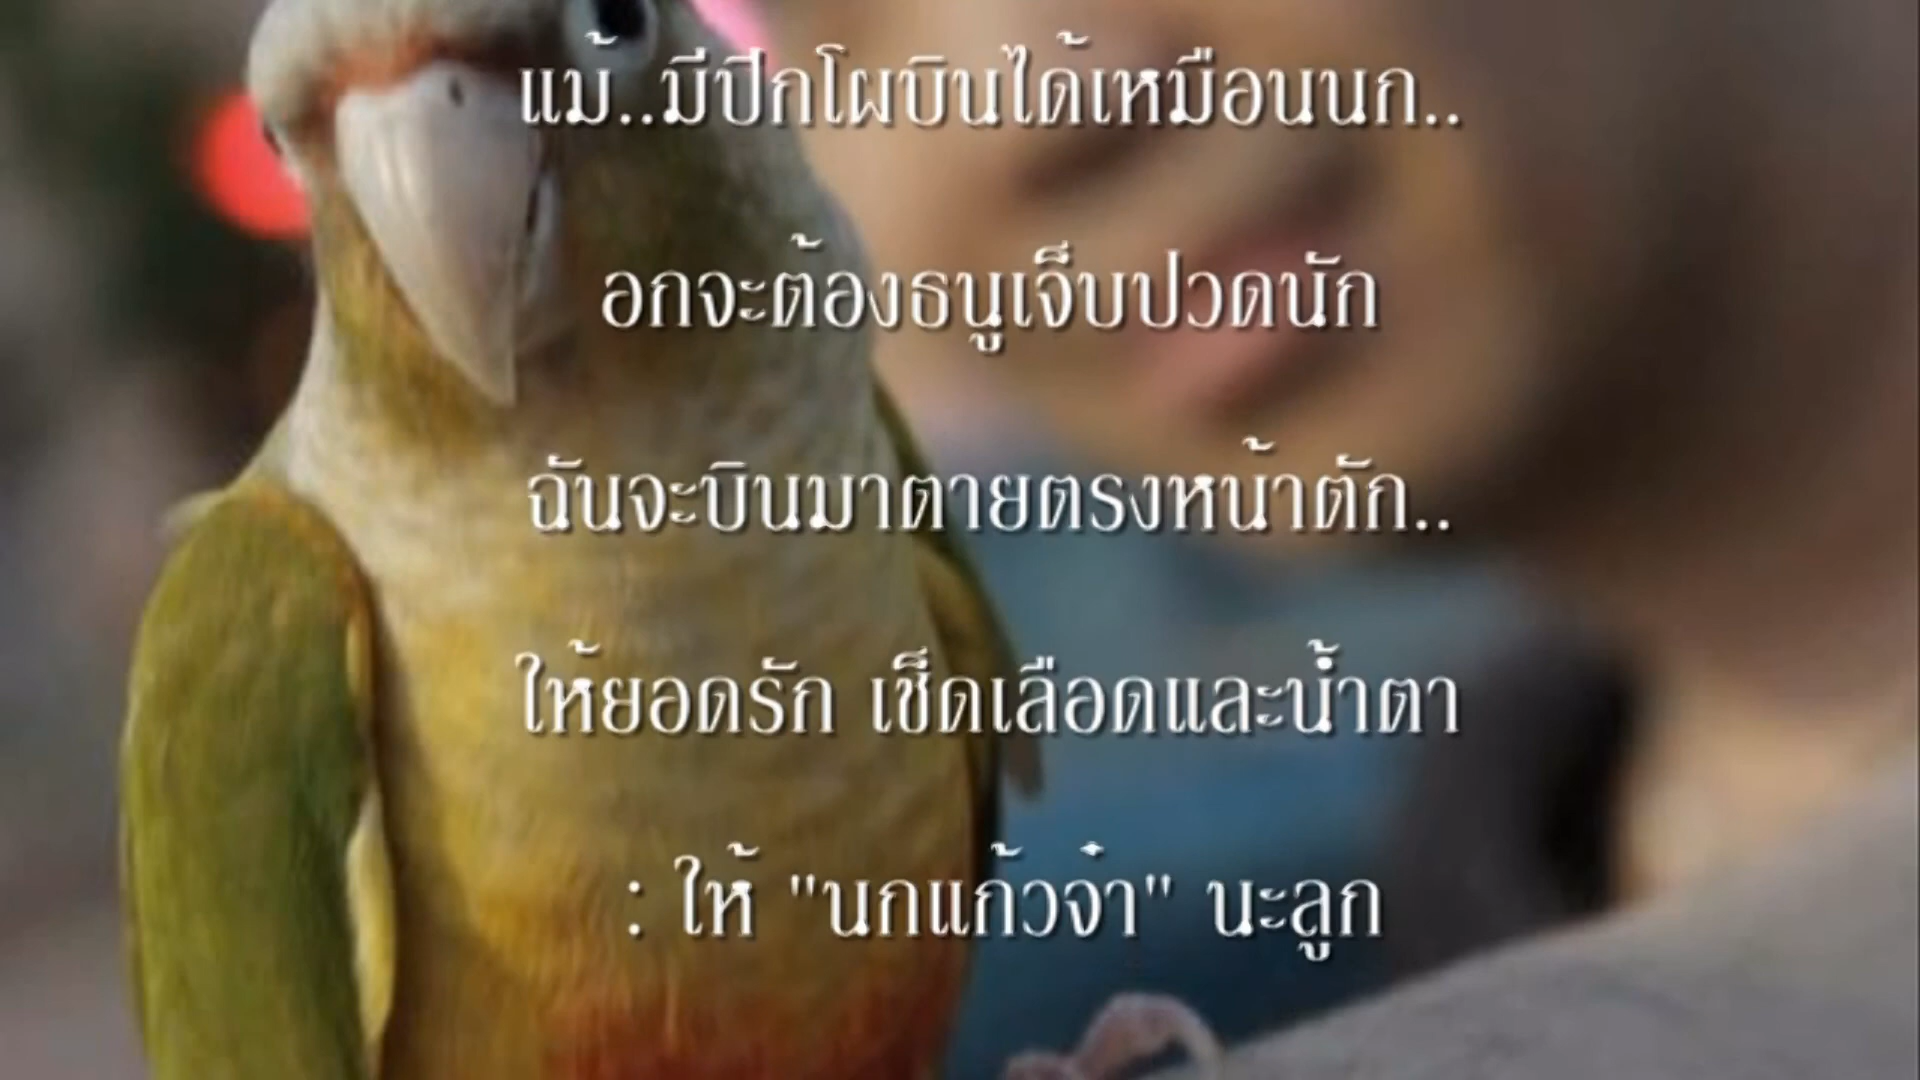 แม้..มีปีกโผบินได้เหมือนนก..
อกจะต้องธนูเจ็บปวดนัก
ฉันจะบินมาตายตรงหน้าตัก..
ให้ยอดรัก เช็ดเลือดและน้ำตา
: ให้ "นกแก้วจ๋า" นะลูก